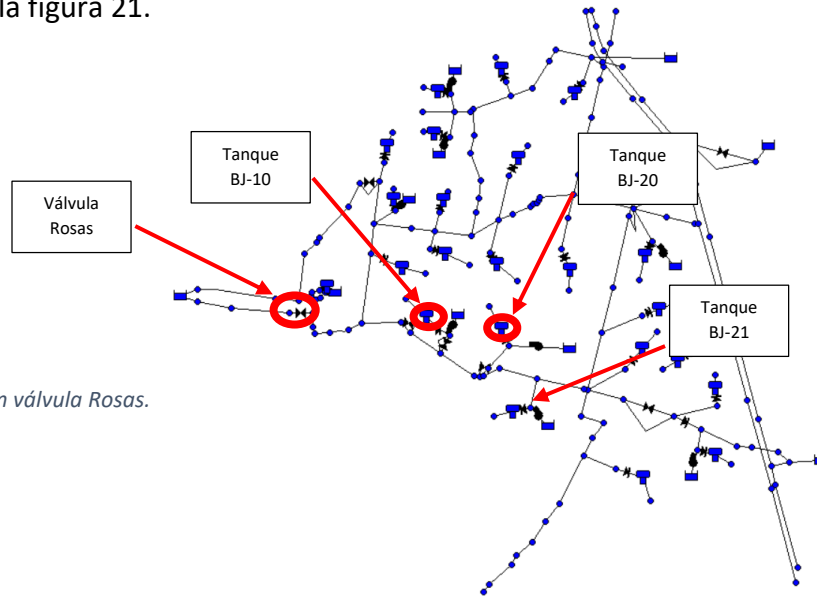 la figura 21.
Tanque
BJ-10
Tanque
BJ-20
Válvula
Rosas
Tanque
BJ-21
válvula Rosas.